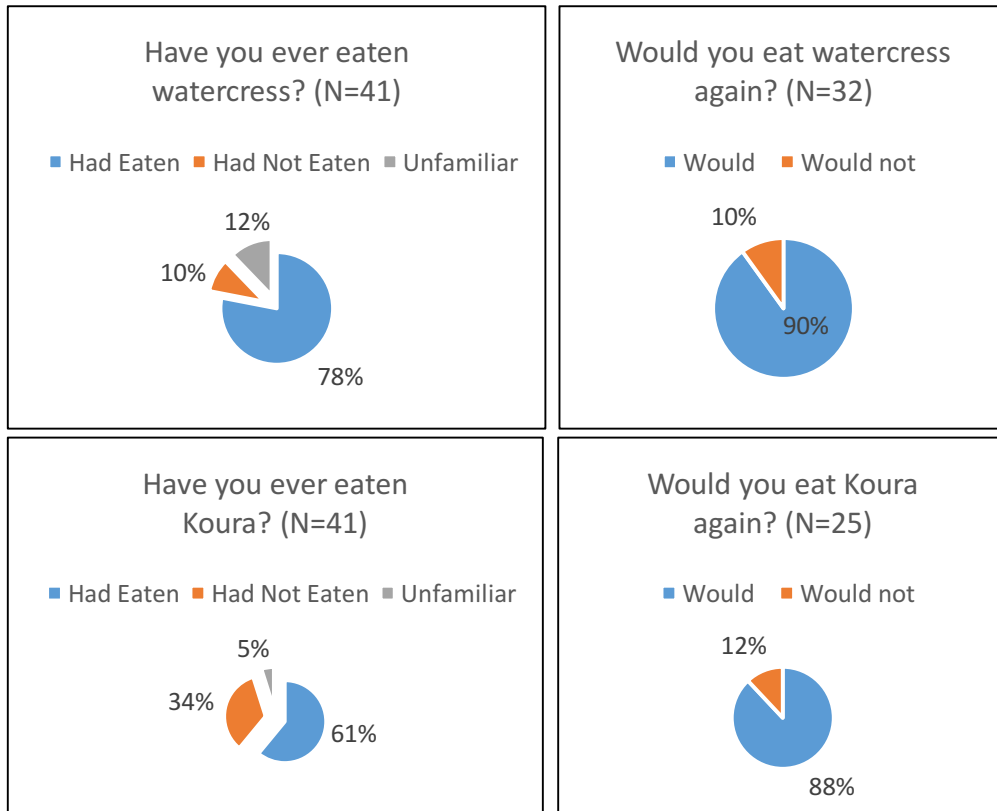 Have you ever eaten
watercress? (N=41)
Had Eaten Had Not Eaten Unfamiliar
12%
10%
78%
Would you eat watercress
again? (N=32)
Would Would not
10%
90%
Have you ever eaten
Koura? (N=41)
Had Eaten Had Not Eaten Unfamiliar
5%
34%
61%
Would you eat Koura
again? (N=25)
Would Would not
12%
88%